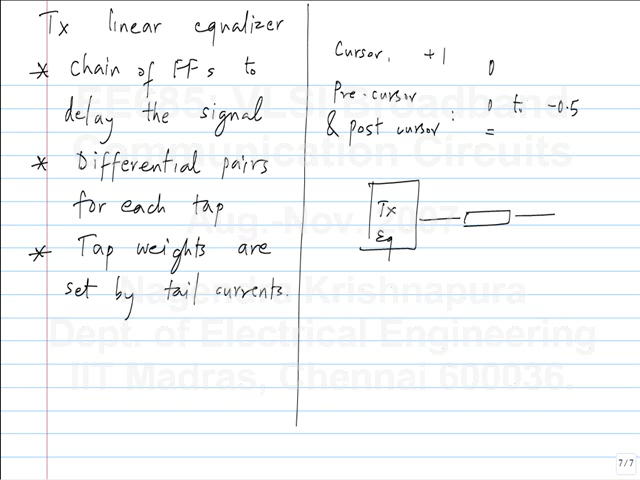 Tx linear equalizer
* Chain of FFs to
delay the signal
* Differential pairs
for each tap
* Tap weights are
set by tail currents.
Cursor, +1 0
Pre-cursor
& post cursor : 0 to -0.5
=
Tx
Eq
EE685: VLSI Broadband
Communication Circuits
Aug.-Nov. 2007
Nagendra Krishnapura
Dept. of Electrical Engineering
IIT Madras, Chennai 600036.
7/7